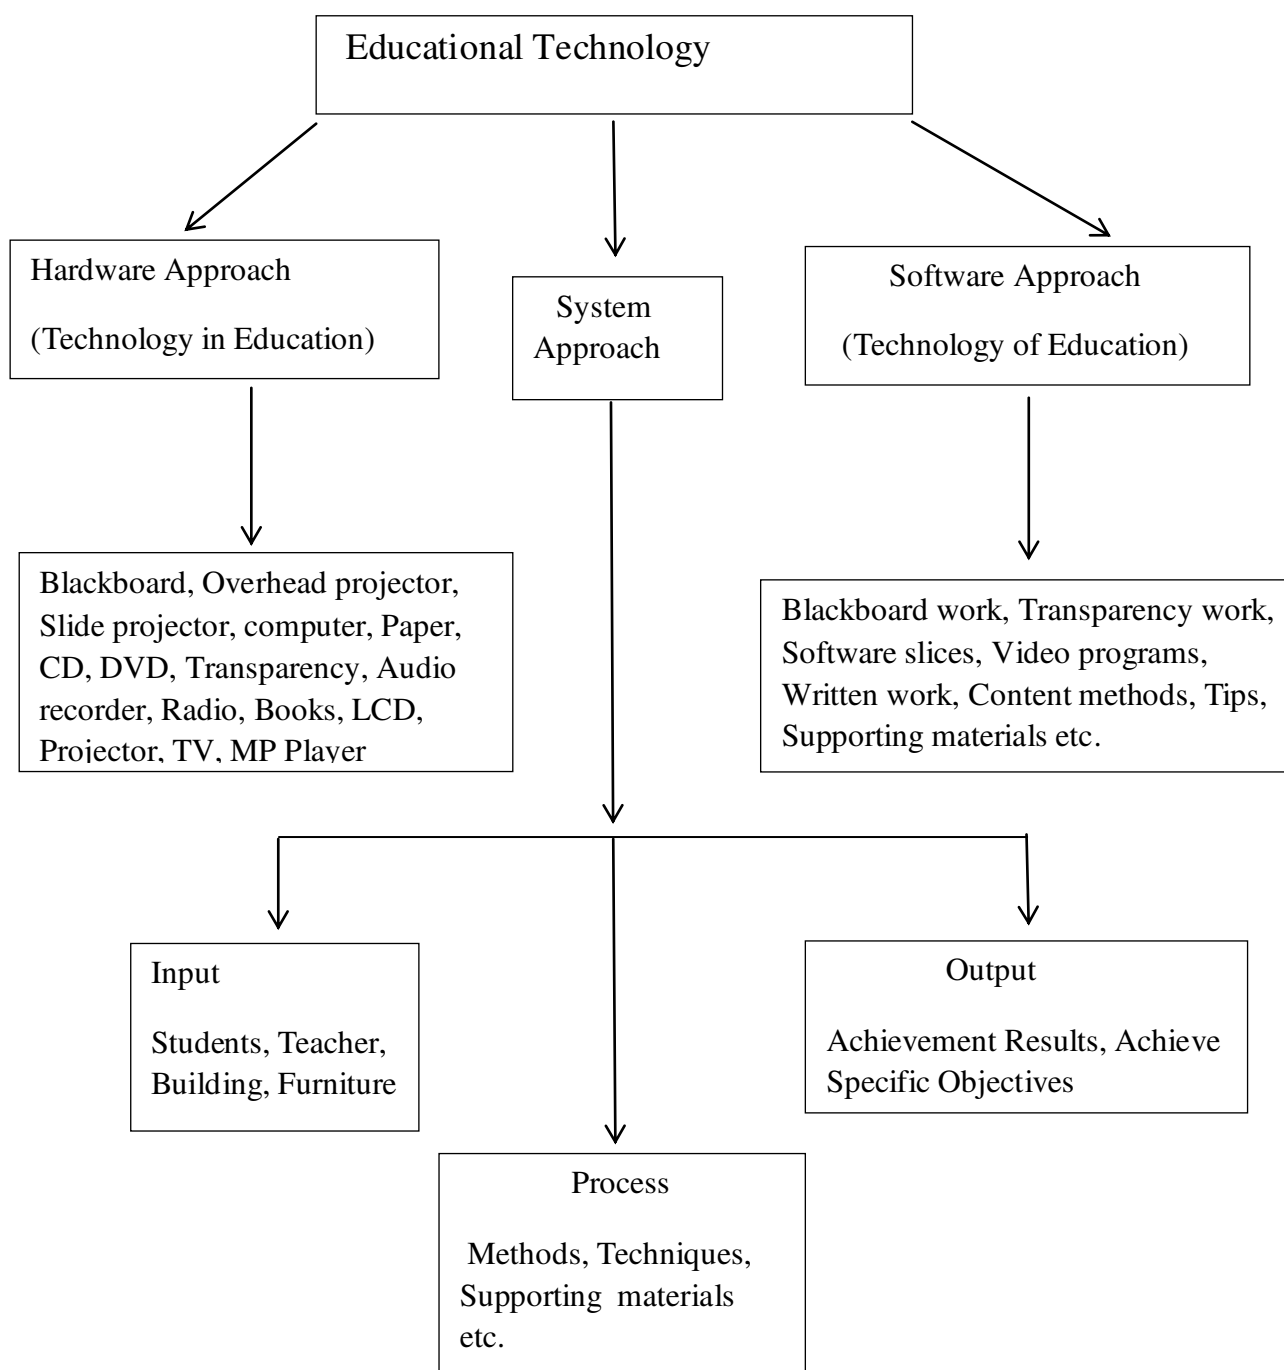 Educational Technology
Hardware Approach
(Technology in Education)
System
Approach
Software Approach
(Technology of Education)
Blackboard, Overhead projector,
Slide projector, computer, Paper,
CD, DVD, Transparency, Audio
recorder, Radio, Books, LCD,
Projector, TV, MP Player
Blackboard work, Transparency work,
Software slices, Video programs,
Written work, Content methods, Tips,
Supporting materials etc.
Input
Students, Teacher,
Building, Furniture
Output
Achievement Results, Achieve
Specific Objectives
Process
Methods, Techniques,
Supporting materials
etc.